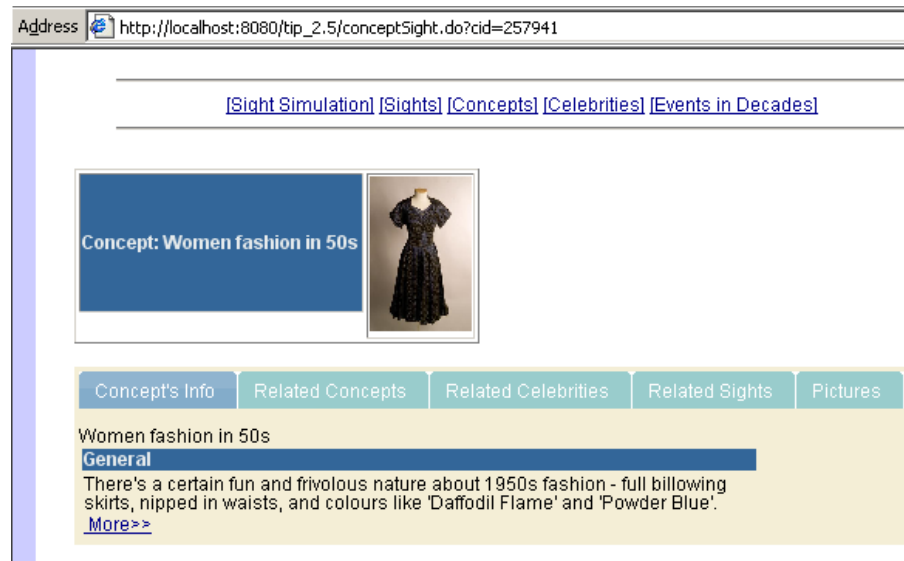 Address http://localhost:8080/tip_2.5/conceptSight.do?cid=257941
[Sight Simulation] [Sights] [Concepts] [Celebrities] [Events in Decades]
Concept: Women fashion in 50s
Concept's Info Related Concepts Related Celebrities Related Sights Pictures
Women fashion in 50s
General
There's a certain fun and frivolous nature about 1950s fashion - full billowing
skirts, nipped in waists, and colours like 'Daffodil Flame' and 'Powder Blue'.
More>>